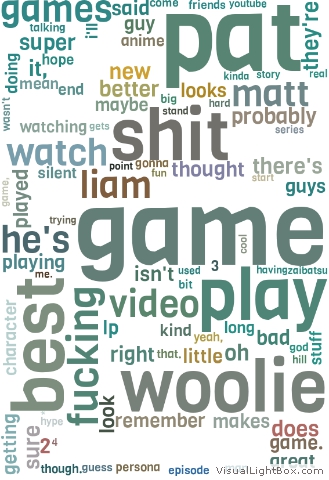 games said come friends youtube
talking i'll guy pat they're
super anime
doing it, hope kinda story real
mean end new better looks matt
wasn't maybe big hard probably
stand series
watching gets shit
watch point gonna thought there's
silent fun start
liam guys
game, played trying game
he's cool
playing me. isn't used 3 havingzaibatsu
bit
best fucking video play
character lp kind yeah, long bad stuff
god
right that. little oh hill
woolie
look
getting hype remember makes
sure 2 4 does
game.
though. guess persona episode great
VisualLightBox.com